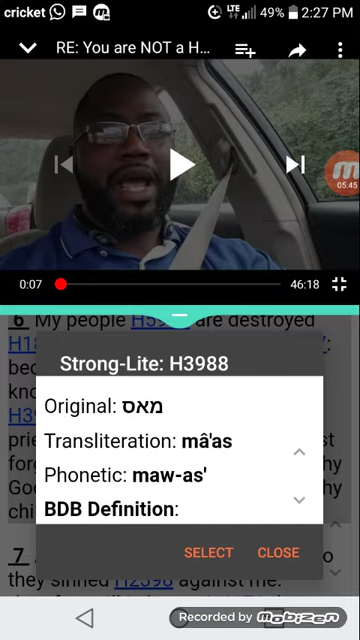 cricket LTE 49% 2:27 PM
RE: You are NOT a H...
05:45
0:07 46:18
6 My people are destroyed
Strong-Lite: H3988
Original: מאס
Transliteration: mâ'as
Phonetic: maw-as'
BDB Definition:
SELECT CLOSE
7
they sinned H2398 against me:
Recorded by mobizen